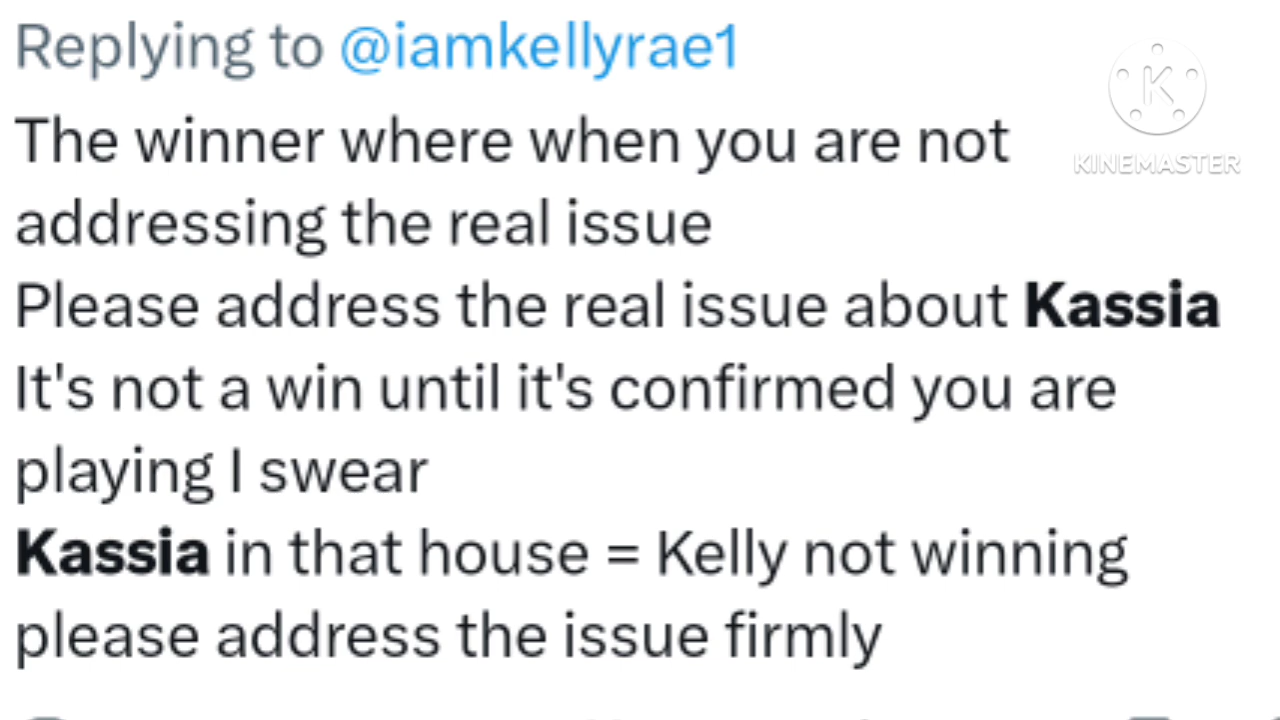 Replying to @iamkellyrae1
K
KINEMASTER
The winner where when you are not
addressing the real issue
Please address the real issue about Kassia
It's not a win until it's confirmed you are
playing I swear
Kassia in that house = Kelly not winning
please address the issue firmly